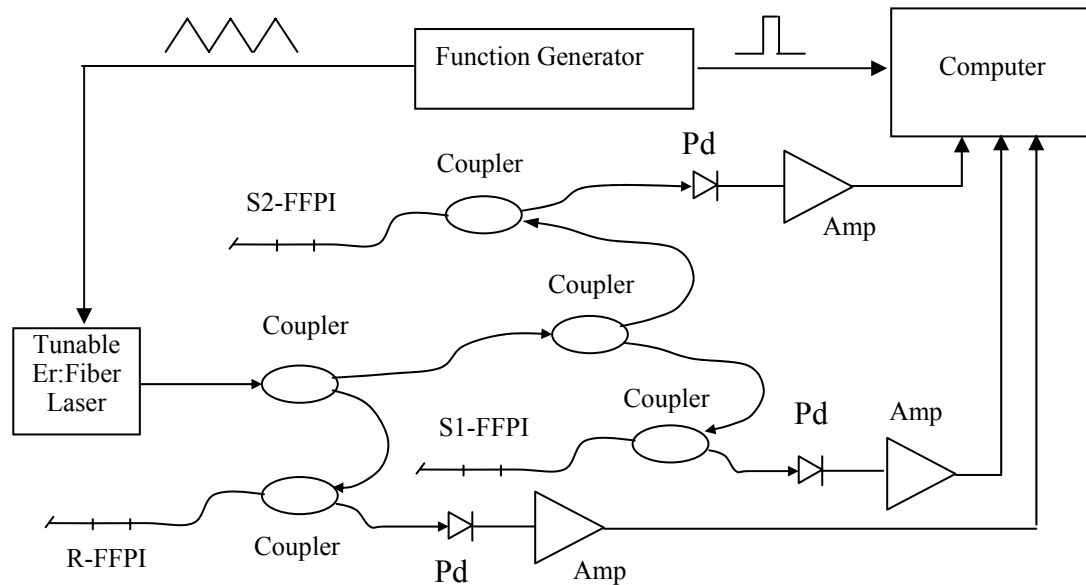 Function Generator
Computer
Pd
Coupler
S2-FFPI
Amp
Coupler
Coupler
Tunable
Er:Fiber
Laser
Coupler
Amp
Pd
S1-FFPI
R-FFPI
Coupler
Pd
Amp